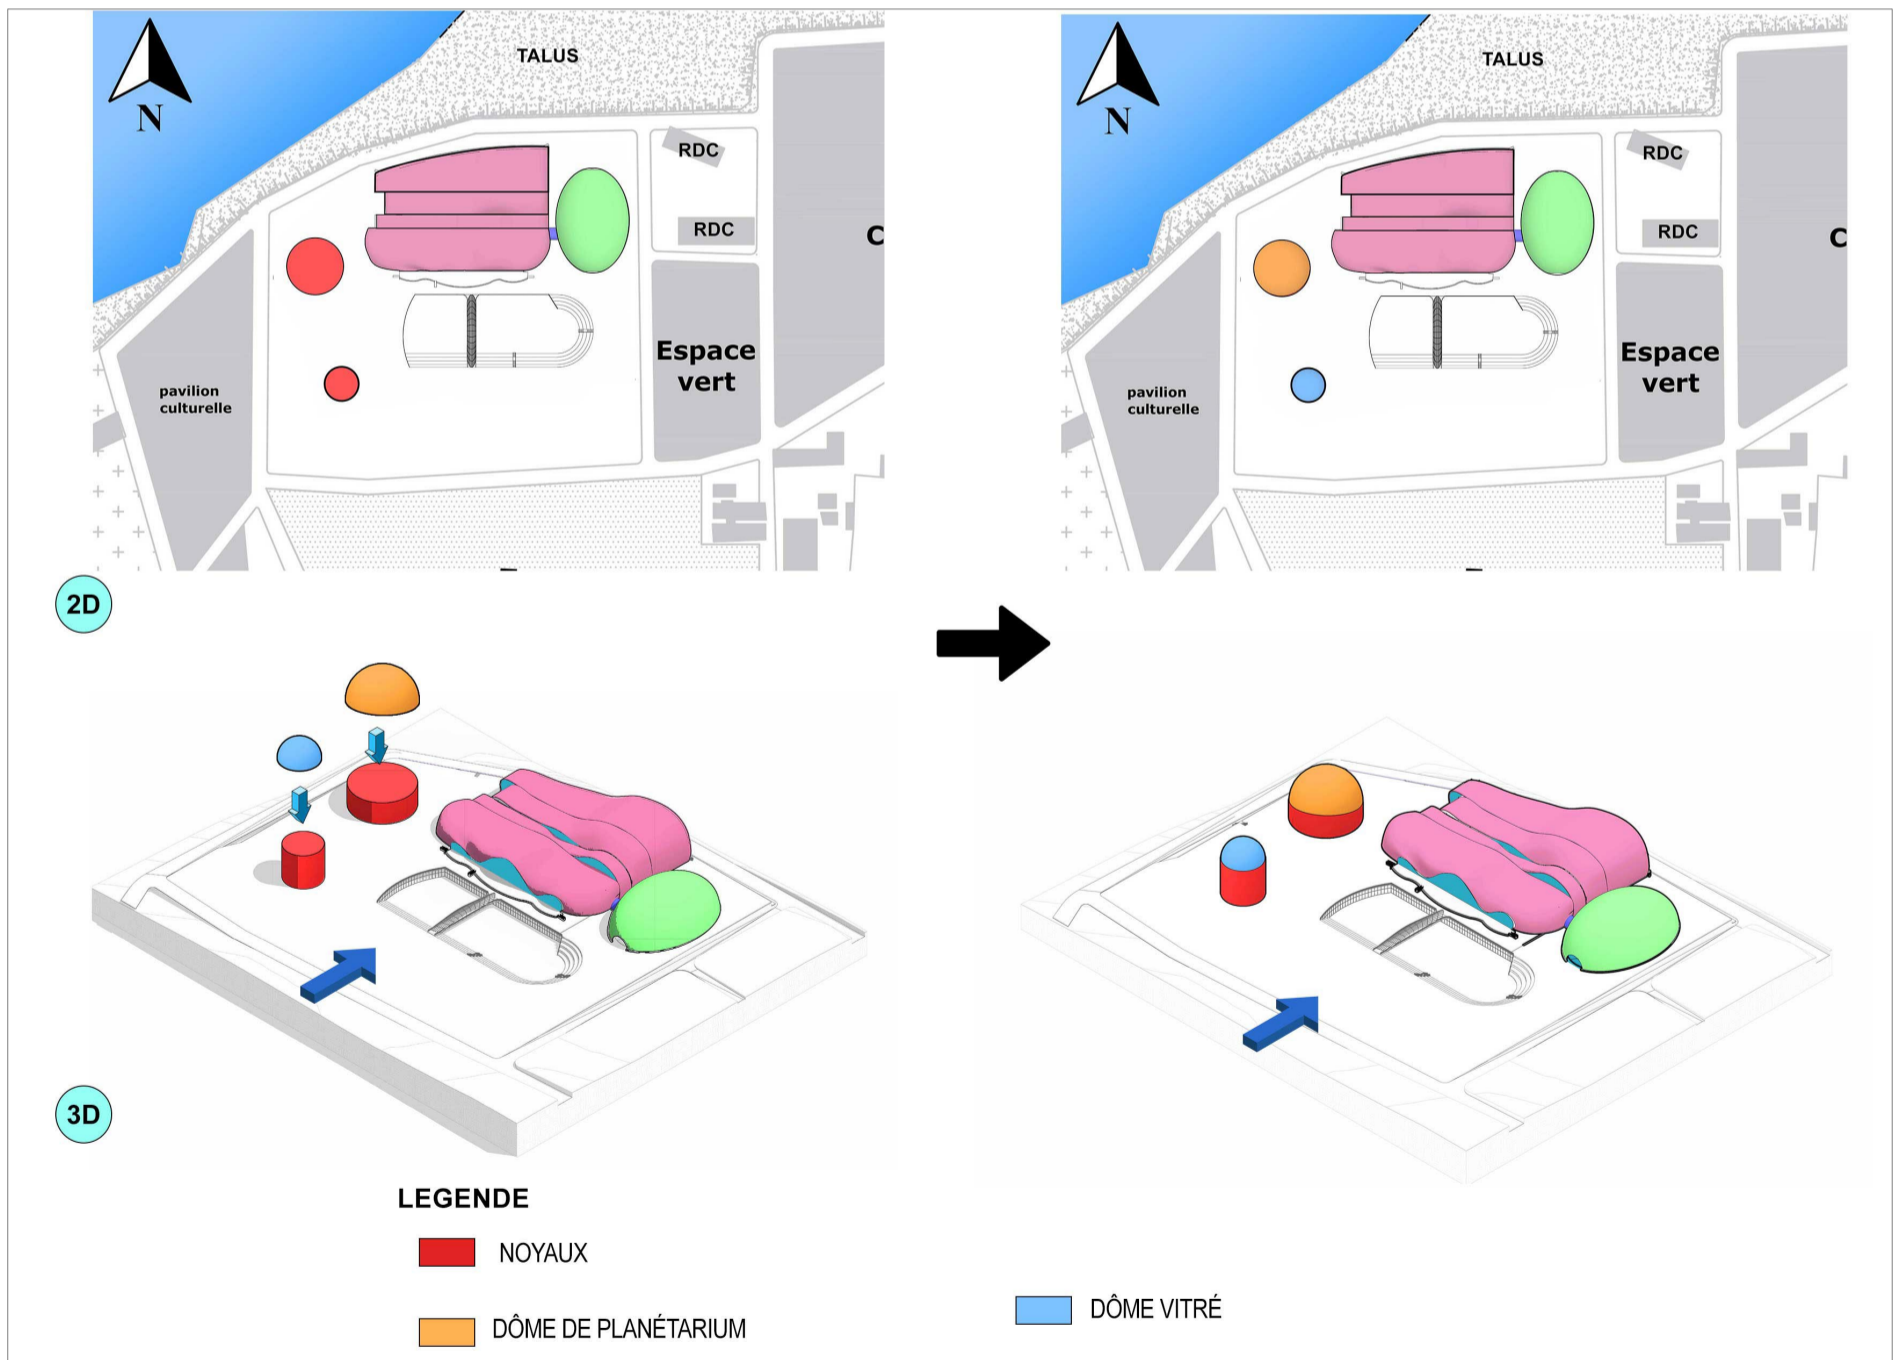 TALUS
N
RDC
RDC
C
Espace
vert
pavilion
culturelle
TALUS
N
RDC
RDC
C
Espace
vert
pavilion
culturelle
2D
3D
LEGENDE
NOYAUX
DÔME DE PLANÉTARIUM
DÔME VITRÉ